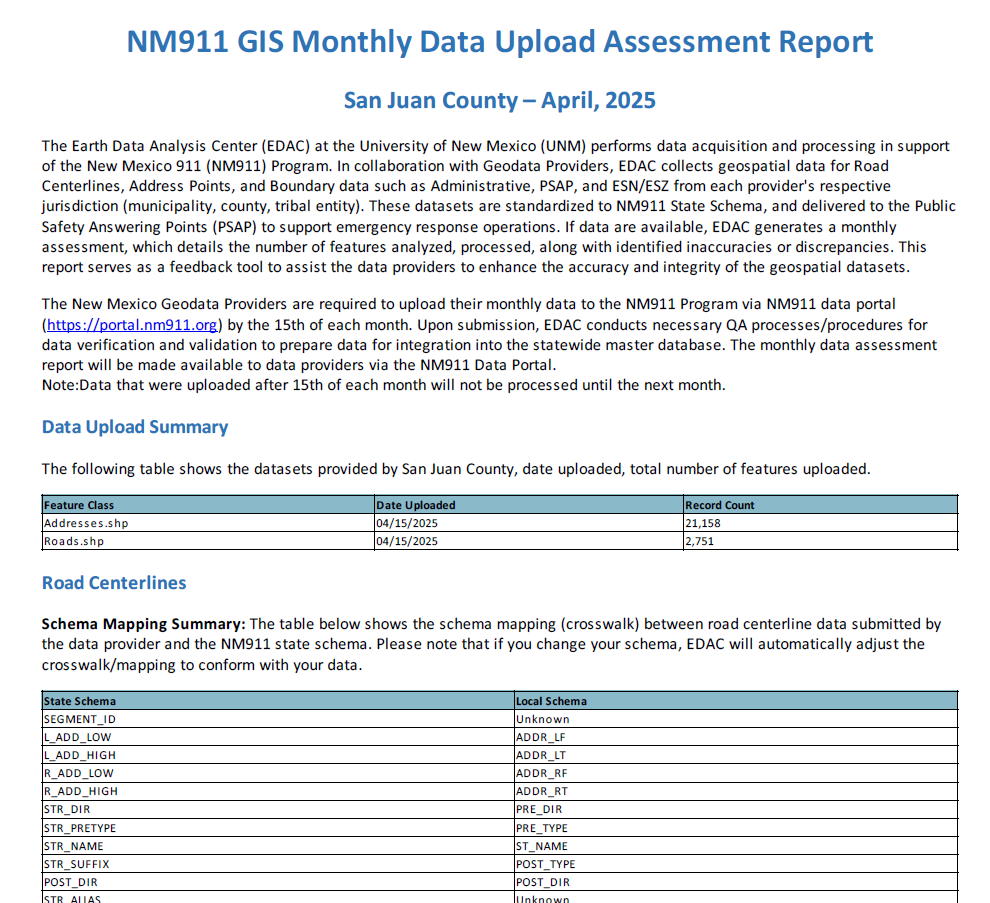 NM911 GIS Monthly Data Upload Assessment Report
San Juan County – April, 2025
The Earth Data Analysis Center (EDAC) at the University of New Mexico (UNM) performs data acquisition and processing in support
of the New Mexico 911 (NM911) Program. In collaboration with Geodata Providers, EDAC collects geospatial data for Road
Centerlines, Address Points, and Boundary data such as Administrative, PSAP, and ESN/ESZ from each provider's respective
jurisdiction (municipality, county, tribal entity). These datasets are standardized to NM911 State Schema, and delivered to the Public
Safety Answering Points (PSAP) to support emergency response operations. If data are available, EDAC generates a monthly
assessment, which details the number of features analyzed, processed, along with identified inaccuracies or discrepancies. This
report serves as a feedback tool to assist the data providers to enhance the accuracy and integrity of the geospatial datasets.
The New Mexico Geodata Providers are required to upload their monthly data to the NM911 Program via NM911 data portal
(https://portal.nm911.org) by the 15th of each month. Upon submission, EDAC conducts necessary QA processes/procedures for
data verification and validation to prepare data for integration into the statewide master database. The monthly data assessment
report will be made available to data providers via the NM911 Data Portal.
Note:Data that were uploaded after 15th of each month will not be processed until the next month.
Data Upload Summary
The following table shows the datasets provided by San Juan County, date uploaded, total number of features uploaded.
Feature Class Date Uploaded Record Count
Addresses.shp 04/15/2025 21,158
Roads.shp 04/15/2025 2,751
Road Centerlines
Schema Mapping Summary: The table below shows the schema mapping (crosswalk) between road centerline data submitted by
the data provider and the NM911 state schema. Please note that if you change your schema, EDAC will automatically adjust the
crosswalk/mapping to conform with your data.
State Schema Local Schema
SEGMENT_ID Unknown
L_ADD_LOW ADDR_LF
L_ADD_HIGH ADDR_LT
R_ADD_LOW ADDR_RF
R_ADD_HIGH ADDR_RT
STR_DIR PRE_DIR
STR_PRETYPE PRE_TYPE
STR_NAME ST_NAME
STR_SUFFIX POST_TYPE
POST_DIR POST_DIR
STR_ALIAS Unknown